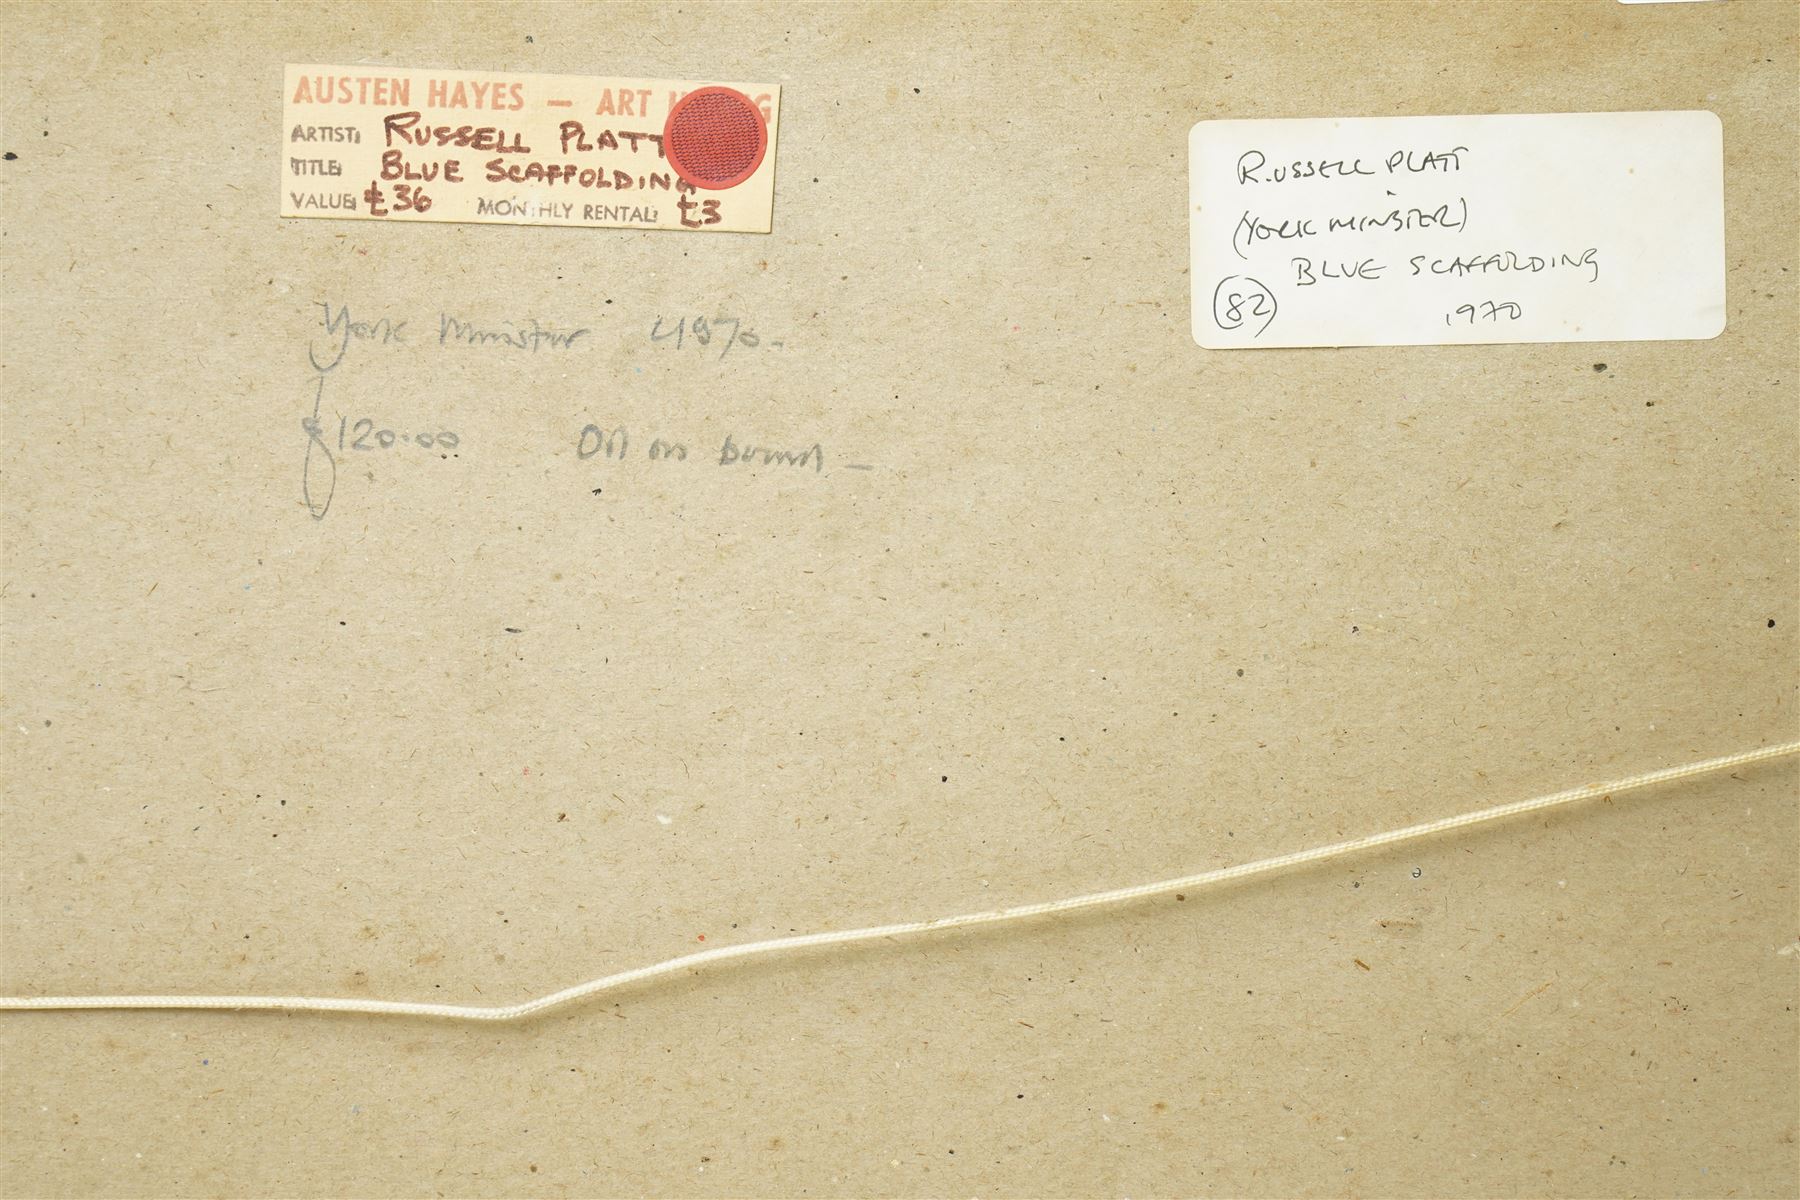 AUSTEN HAYES — ART
ARTIST: RUSSELL PLATT
TITLE: BLUE SCAFFOLDING
VALUE: £36 MONTHLY RENTAL: £3
York Minster 1970.
£120.00 Oil on board —
RUSSELL PLATT
(YORK MINSTER)
BLUE SCAFFOLDING
82 1970